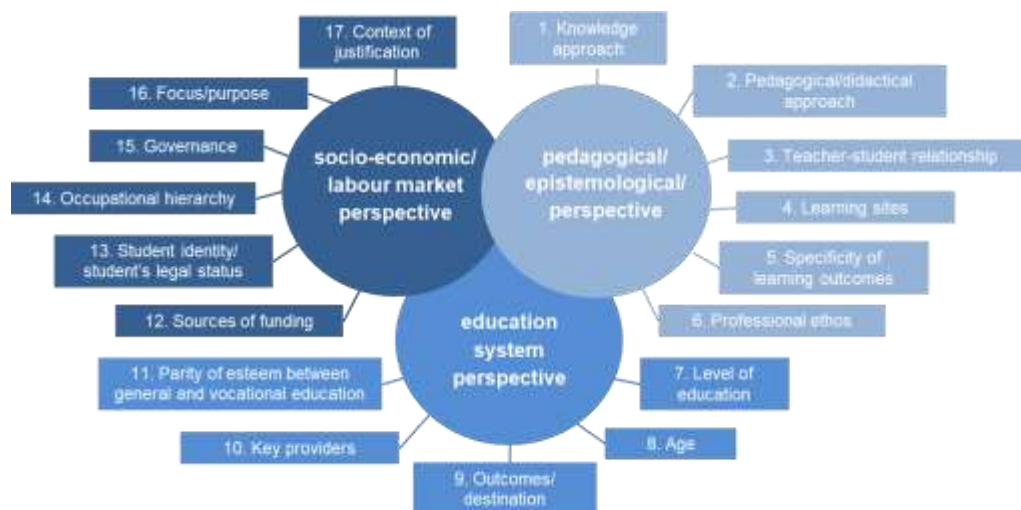 17. Context of
justification
1. Knowledge
approach
16. Focus/purpose
2. Pedagogical/didactical
approach
15. Governance
3. Teacher-student relationship
14. Occupational hierarchy
4. Learning sites
13. Student identity/
student's legal status
5. Specificity of
learning outcomes
12. Sources of funding
6. Professional ethos
socio-economic/
labour market
perspective
pedagogical/
epistemological/
perspective
education
system
perspective
11. Parity of esteem between
general and vocational education
7. Level of
education
10. Key providers
8. Age
9. Outcomes/
destination